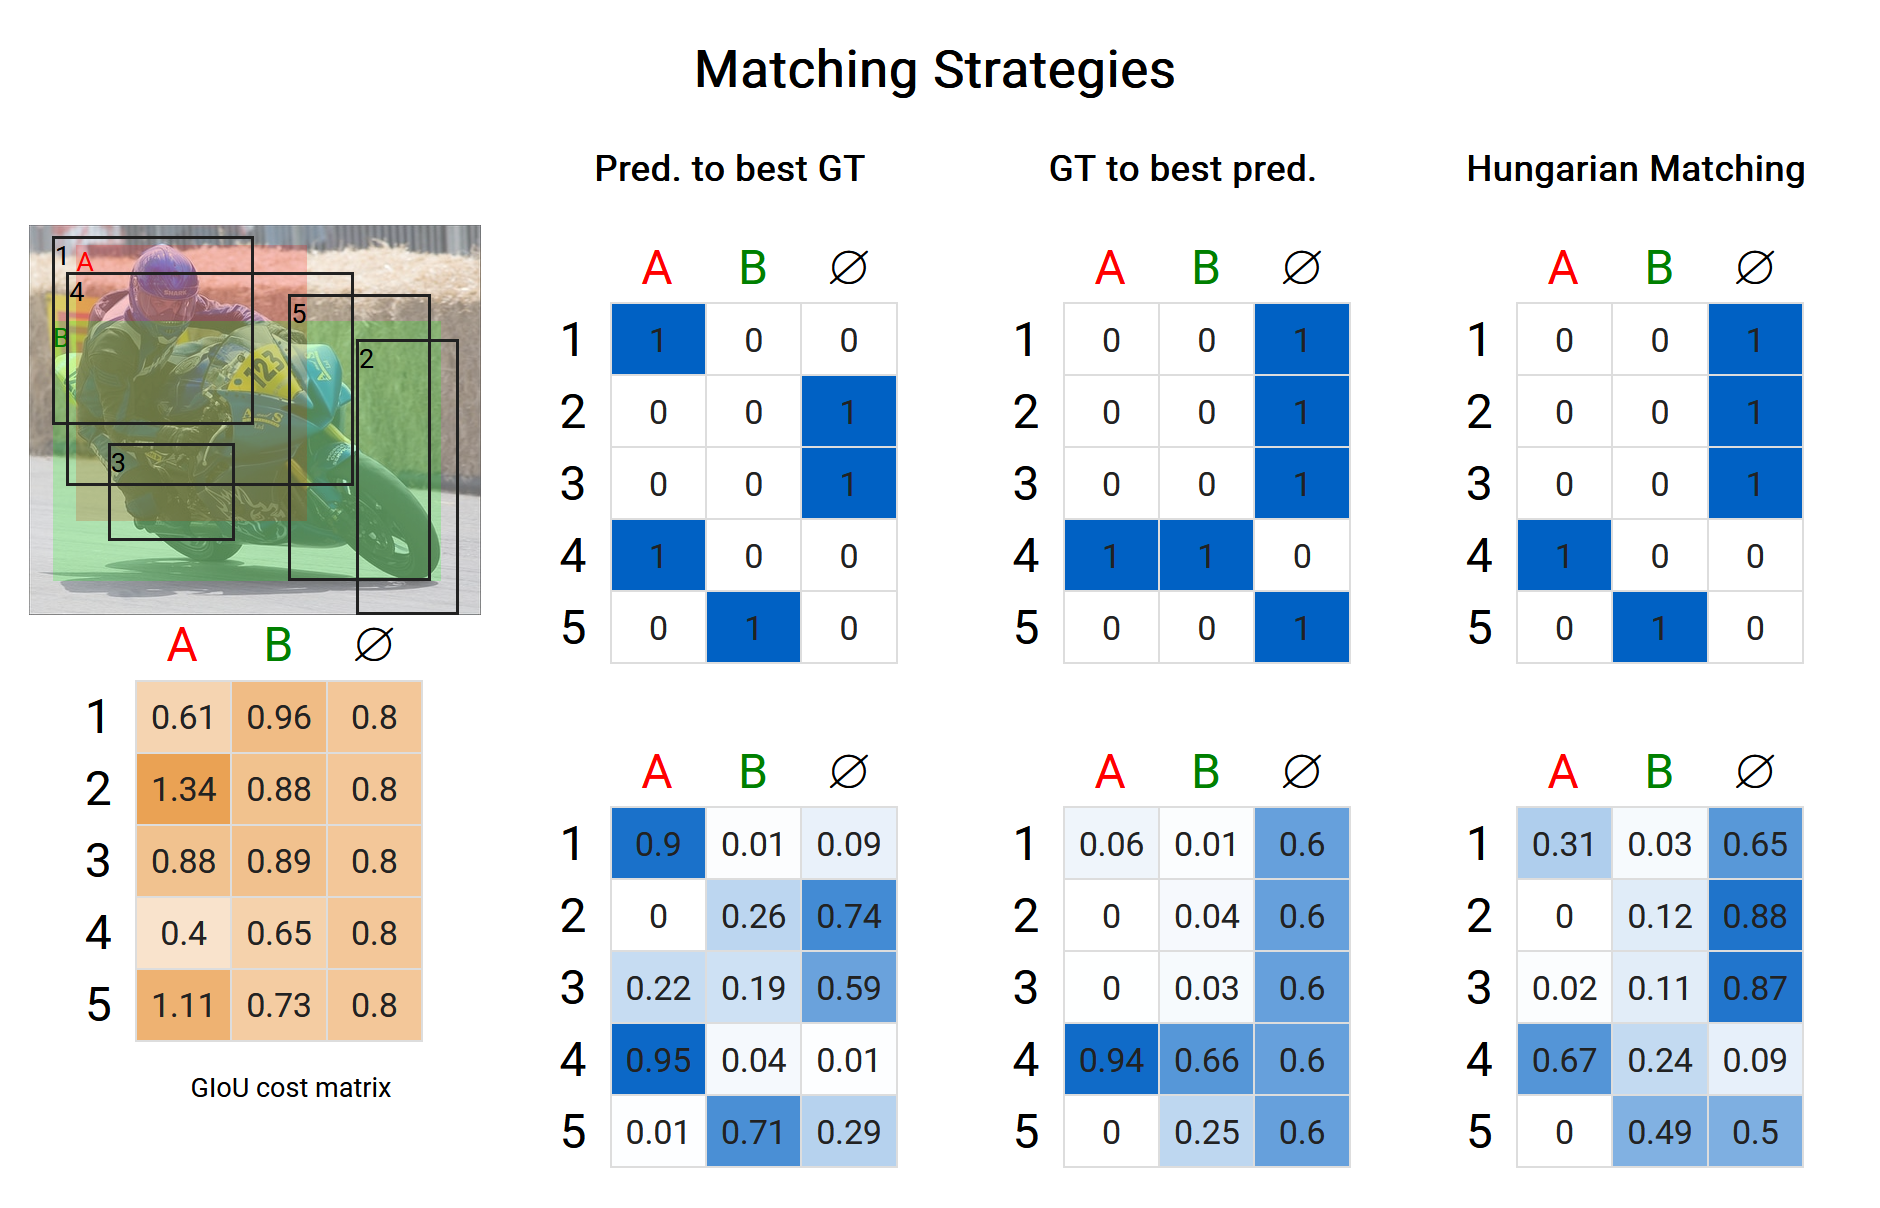 Matching Strategies
Pred. to best GT
GT to best pred.
Hungarian Matching
A B ∅
1 1 0 0
2 0 0 1
3 0 0 1
4 1 0 0
5 0 1 0
A B ∅
1 0 0 1
2 0 0 1
3 0 0 1
4 1 1 0
5 0 0 1
A B ∅
1 0 0 1
2 0 0 1
3 0 0 1
4 1 0 0
5 0 1 0
1
A
4
5
B
2
3
123
A B ∅
1 0.61 0.96 0.8
2 1.34 0.88 0.8
3 0.88 0.89 0.8
4 0.4 0.65 0.8
5 1.11 0.73 0.8
GIoU cost matrix
A B ∅
1 0.9 0.01 0.09
2 0 0.26 0.74
3 0.22 0.19 0.59
4 0.95 0.04 0.01
5 0.01 0.71 0.29
A B ∅
1 0.06 0.01 0.6
2 0 0.04 0.6
3 0 0.03 0.6
4 0.94 0.66 0.6
5 0 0.25 0.6
A B ∅
1 0.31 0.03 0.65
2 0 0.12 0.88
3 0.02 0.11 0.87
4 0.67 0.24 0.09
5 0 0.49 0.5